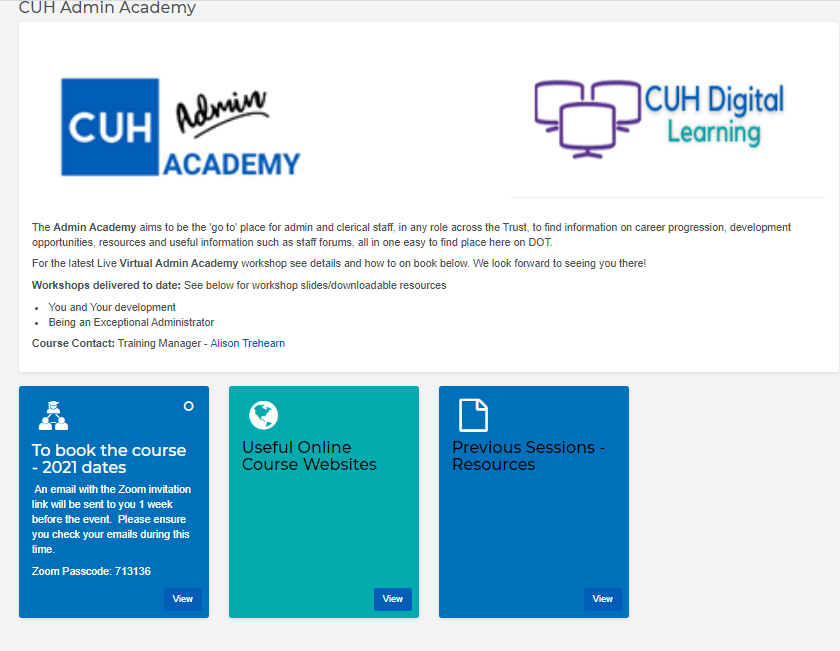 CUH Admin Academy
CUH Admin
ACADEMY
CUH Digital
Learning
The Admin Academy aims to be the 'go to' place for admin and clerical staff, in any role across the Trust, to find information on career progression, development
opportunities, resources and useful information such as staff forums, all in one easy to find place here on DOT.
For the latest Live Virtual Admin Academy workshop see details and how to on book below. We look forward to seeing you there!
Workshops delivered to date: See below for workshop slides/downloadable resources
• You and Your development
• Being an Exceptional Administrator
Course Contact: Training Manager - Alison Trehearn
To book the course
- 2021 dates
An email with the Zoom invitation
link will be sent to you 1 week
before the event. Please ensure
you check your emails during this
time.
Zoom Passcode: 713136
View
Useful Online
Course Websites
View
Previous Sessions -
Resources
View